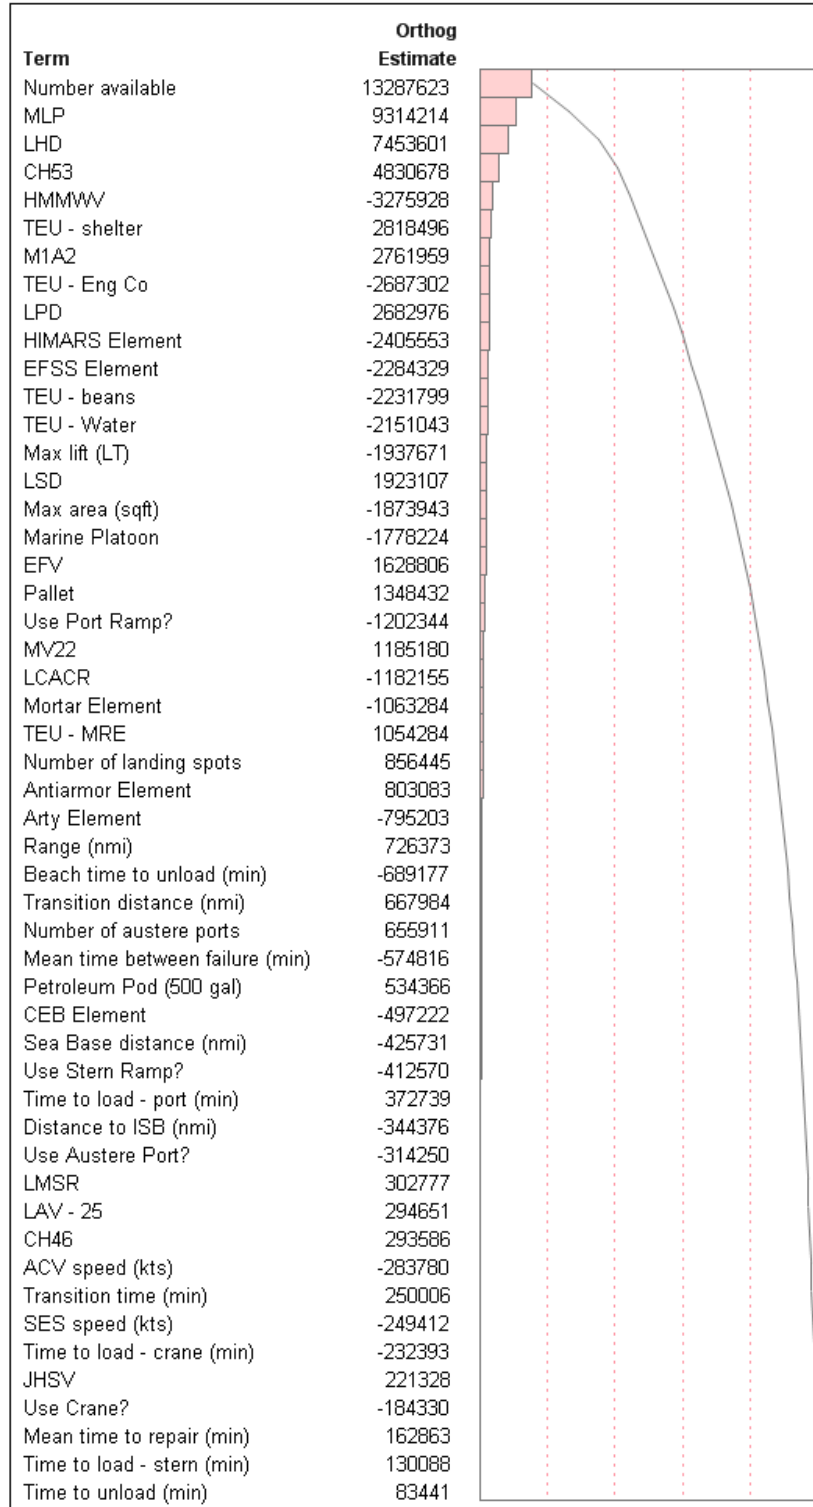 Orthog
Term Estimate
Number available 13287623
MLP 9314214
LHD 7453601
CH53 4830678
HMMWV -3275928
TEU - shelter 2818496
M1A2 2761959
TEU - Eng Co -2687302
LPD 2682976
HIMARS Element -2405553
EFSS Element -2284329
TEU - beans -2231799
TEU - Water -2151043
Max lift (LT) -1937671
LSD 1923107
Max area (sqft) -1873943
Marine Platoon -1778224
EFV 1628806
Pallet 1348432
Use Port Ramp? -1202344
MV22 1185180
LCACR -1182155
Mortar Element -1063284
TEU - MRE 1054284
Number of landing spots 856445
Antiarmor Element 803083
Arty Element -795203
Range (nmi) 726373
Beach time to unload (min) -689177
Transition distance (nmi) 667984
Number of austere ports 655911
Mean time between failure (min) -574816
Petroleum Pod (500 gal) 534366
CEB Element -497222
Sea Base distance (nmi) -425731
Use Stern Ramp? -412570
Time to load - port (min) 372739
Distance to ISB (nmi) -344376
Use Austere Port? -314250
LMSR 302777
LAV - 25 294651
CH46 293586
ACV speed (kts) -283780
Transition time (min) 250006
SES speed (kts) -249412
Time to load - crane (min) -232393
JHSV 221328
Use Crane? -184330
Mean time to repair (min) 162863
Time to load - stern (min) 130088
Time to unload (min) 83441